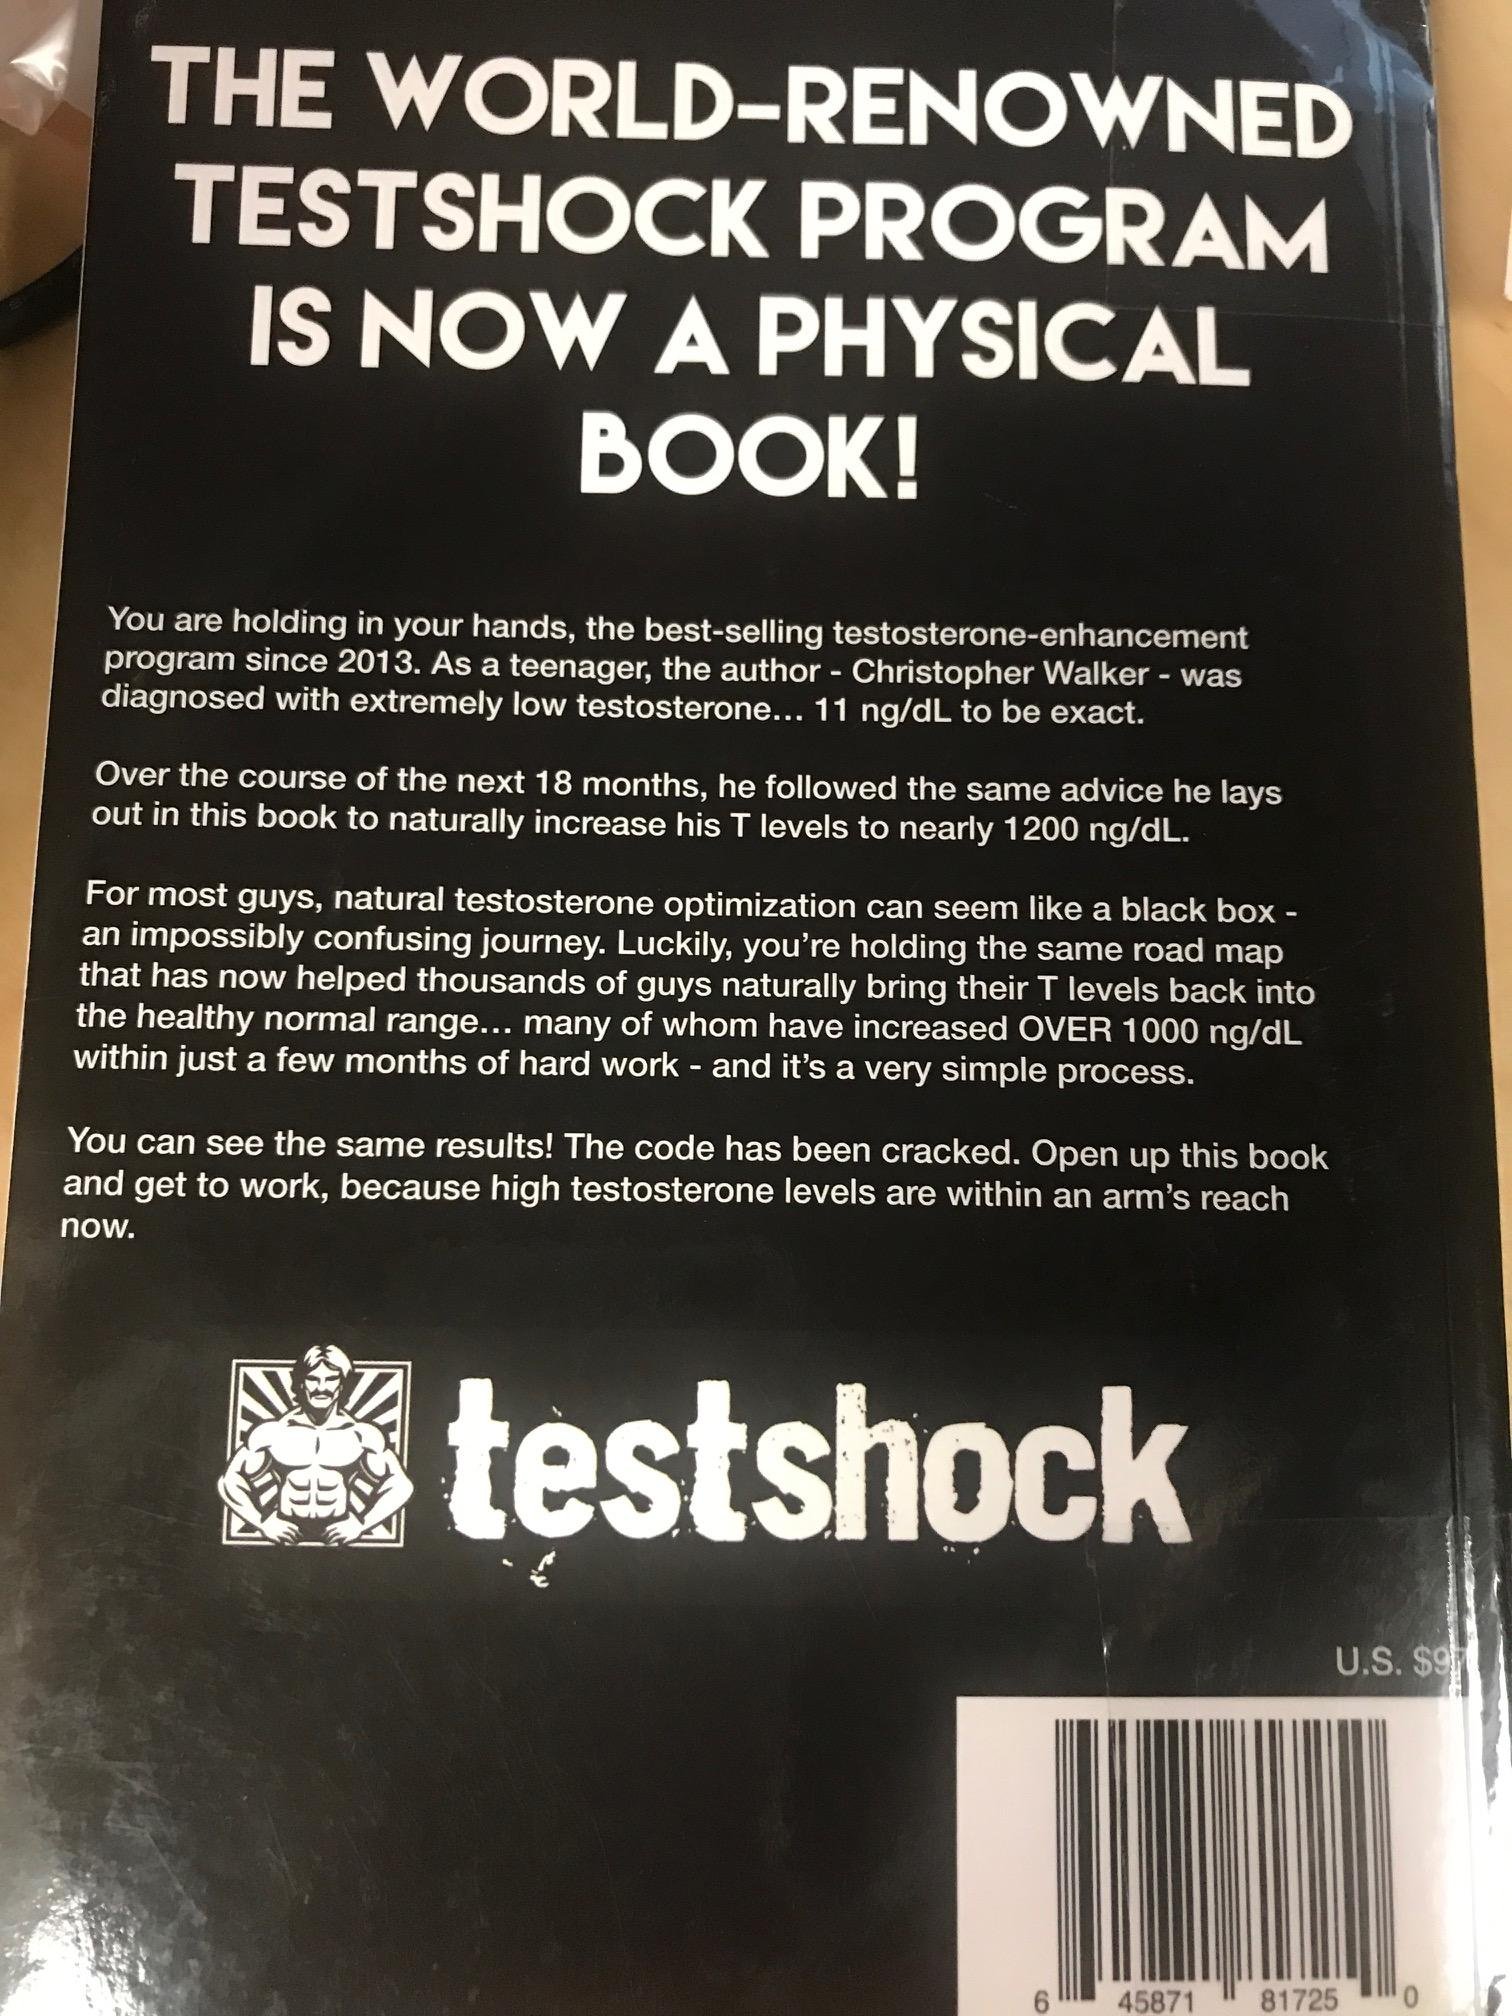 THE WORLD-RENOWNED
TESTSHOCK PROGRAM
IS NOW A PHYSICAL
BOOK!
You are holding in your hands, the best-selling testosterone-enhancement
program since 2013. As a teenager, the author - Christopher Walker - was
diagnosed with extremely low testosterone... 11 ng/dL to be exact.
Over the course of the next 18 months, he followed the same advice he lays
out in this book to naturally increase his T levels to nearly 1200 ng/dL.
For most guys, natural testosterone optimization can seem like a black box -
an impossibly confusing journey. Luckily, you're holding the same road map
that has now helped thousands of guys naturally bring their T levels back into
the healthy normal range... many of whom have increased OVER 1000 ng/dL
within just a few months of hard work - and it's a very simple process.
You can see the same results! The code has been cracked. Open up this book
and get to work, because high testosterone levels are within an arm's reach
now.
testshock
U.S. $97
6 45871 81725 0